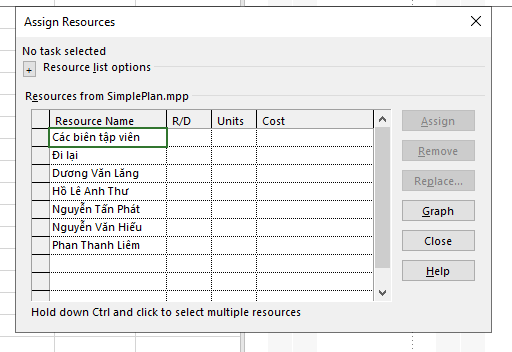 Assign Resources
No task selected
+ Resource list options
Resources from SimplePlan.mpp
Resource Name R/D Units Cost
Các biên tập viên
Đi lại
Dương Văn Lãng
Hồ Lê Anh Thư
Nguyễn Tấn Phát
Nguyễn Văn Hiếu
Phan Thanh Liêm
Assign
Remove
Replace...
Graph
Close
Help
Hold down Ctrl and click to select multiple resources